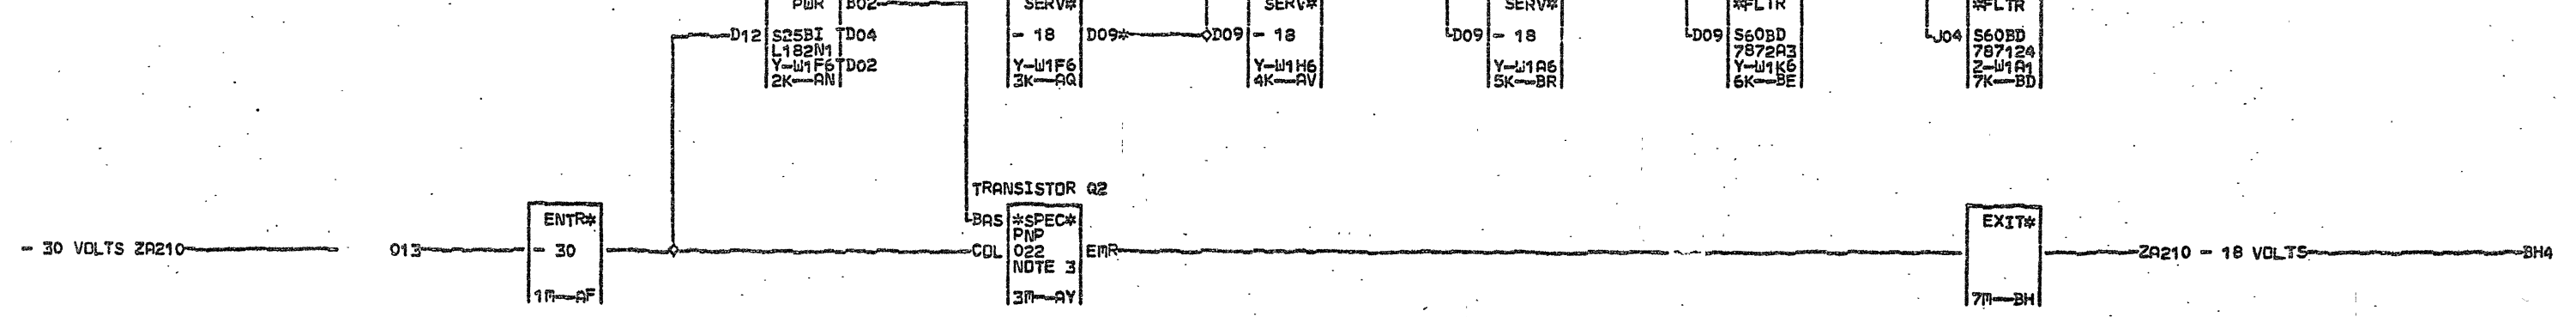 PWR B02
D12 S25BI D04
L182N1
Y-W1F6 D02
2K-AN
SERV*
- 18 D09*
Y-W1F6
3K-AQ
SERV*
D09 - 18
Y-W1H6
4K-AV
SERV*
D09 - 18
Y-W1A6
5K-BR
*FLTR
D09 S60BD
7872A3
Y-W1K6
6K-BE
*FLTR
J04 S60BD
787124
Z-W1A1
7K-BD
TRANSISTOR Q2
- 30 VOLTS ZA210
913
ENTR*
- 30
1M-AF
BAS *SPEC*
PNP
COL 022 EMR
NOTE 3
3M-AY
EXIT*
7M-BH
ZA210 - 18 VOLTS BH4